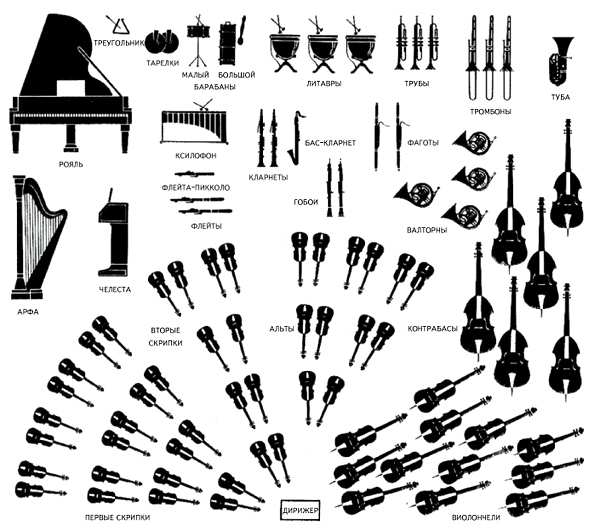 ТРЕУГОЛЬНИК
ТАРЕЛКИ
МАЛЫЙ БОЛЬШОЙ
БАРАБАНЫ
ЛИТАВРЫ
ТРУБЫ
ТРОМБОНЫ
ТУБА
РОЯЛЬ
КСИЛОФОН
КЛАРНЕТЫ
БАС-КЛАРНЕТ
ФАГОТЫ
ФЛЕЙТА-ПИККОЛО
ФЛЕЙТЫ
ГОБОИ
ВАЛТОРНЫ
АРФА
ЧЕЛЕСТА
ВТОРЫЕ
СКРИПКИ
АЛЬТЫ
КОНТРАБАСЫ
ПЕРВЫЕ СКРИПКИ
ДИРИЖЕР
ВИОЛОНЧЕЛИ